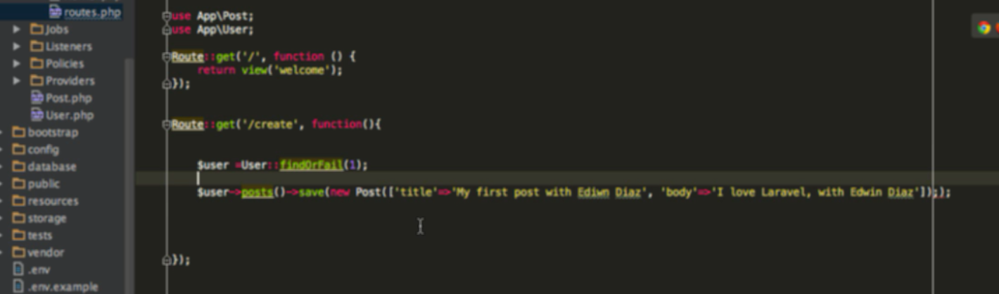 routes.php
Jobs
Listeners
Policies
Providers
Post.php
User.php
bootstrap
config
database
public
resources
storage
tests
vendor
.env
.env.example
use App\Post;
use App\User;
Route::get('/', function () {
return view('welcome');
});
Route::get('/create', function(){
$user =User::findOrFail(1);
$user->posts()->save(new Post(['title'=>'My first post with Ediwn Diaz', 'body'=>'I love Laravel, with Edwin Diaz']););
});